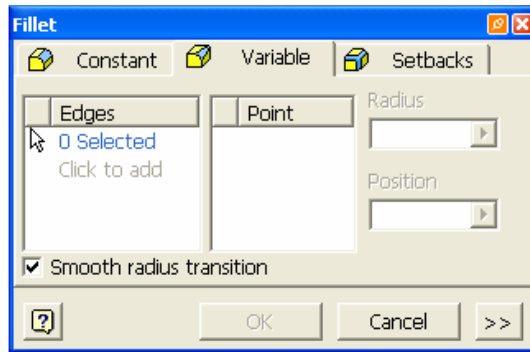 Fillet
Constant Variable Setbacks
Edges Point Radius
0 Selected
Click to add
Position
Smooth radius transition
OK Cancel >>